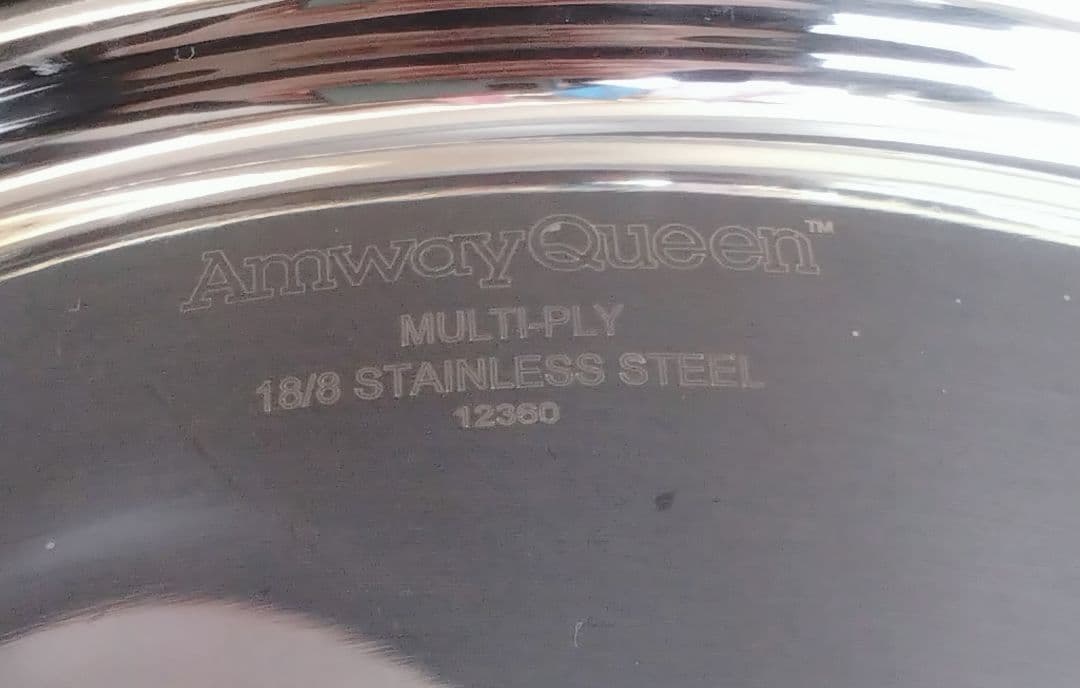 AmwayQueen™
MULTI-PLY
18/8 STAINLESS STEEL
12360